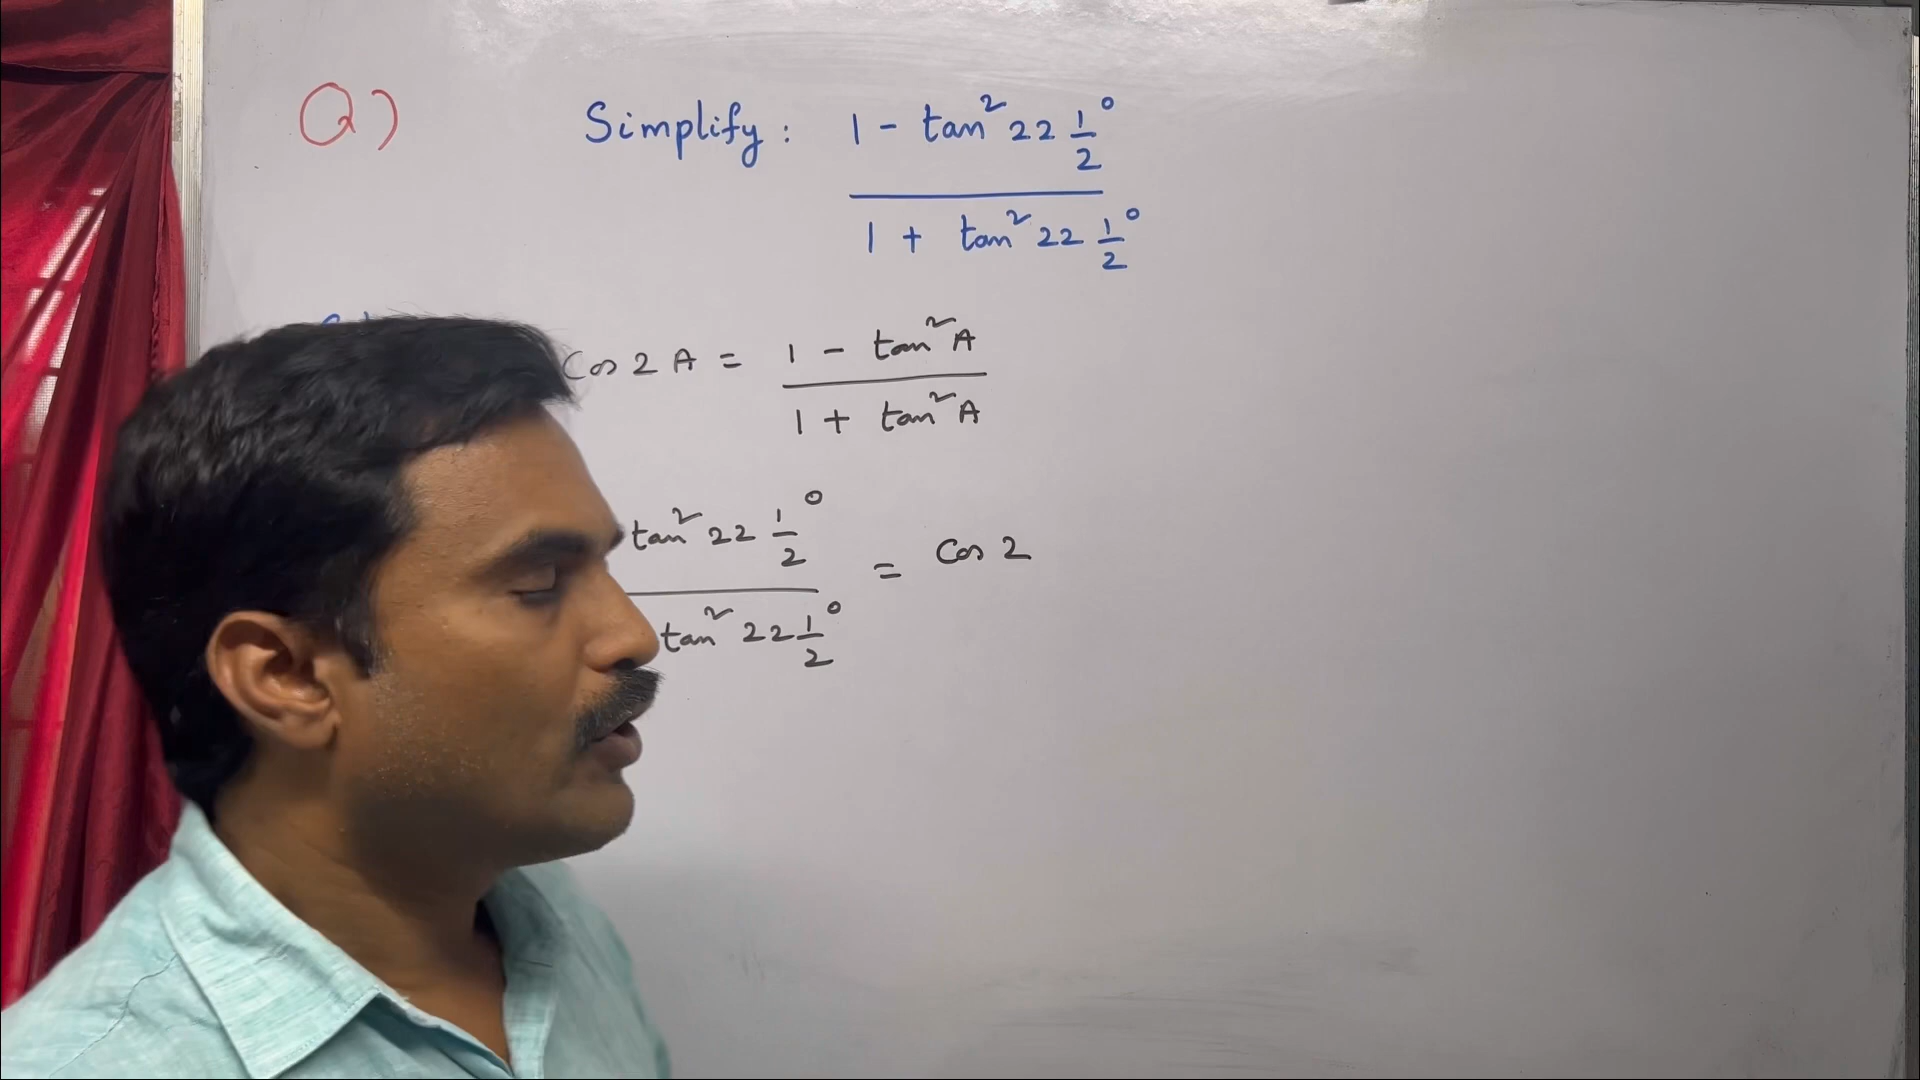 Q) Simplify: 1 - tan² 22 1/2°
1 + tan² 22 1/2°
Cos 2 A = 1 - tan² A
1 + tan² A
tan² 22 1/2°
= Cos 2
tan² 22 1/2°